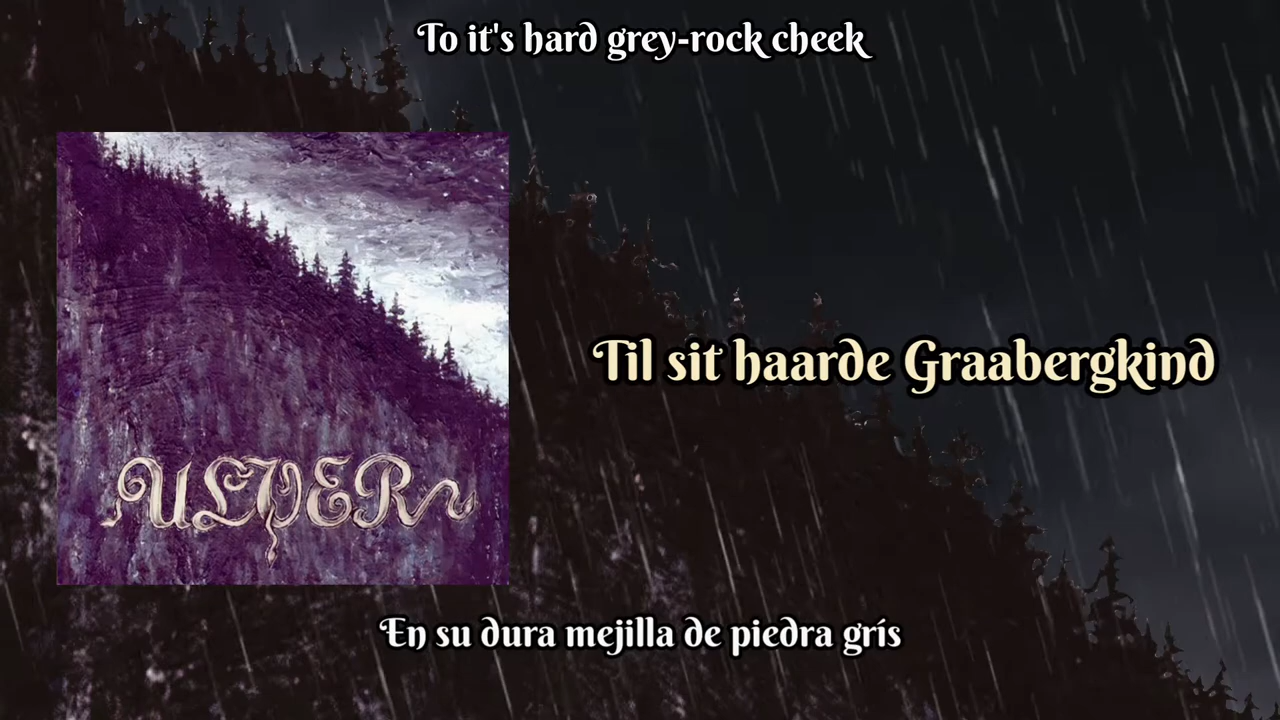 To it's hard grey-rock cheek
ULVER
Til sit haarde Graabergkind
En su dura mejilla de piedra grís